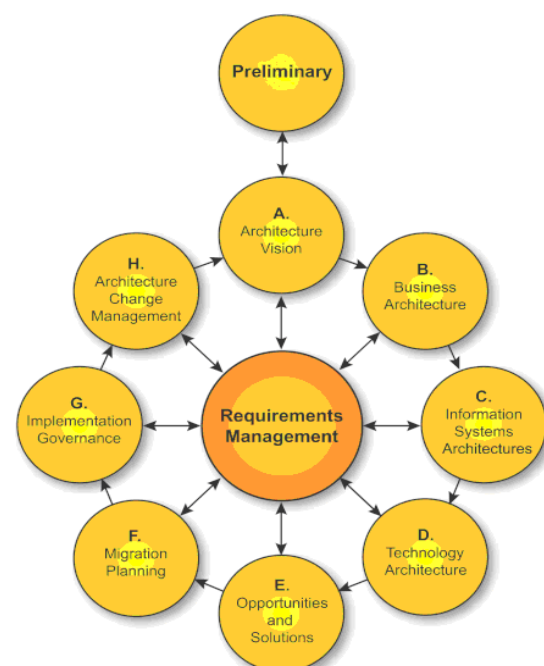 Preliminary
A.
Architecture
Vision
B.
Business
Architecture
C.
Information
Systems
Architectures
D.
Technology
Architecture
E.
Opportunities
and
Solutions
F.
Migration
Planning
G.
Implementation
Governance
H.
Architecture
Change
Management
Requirements
Management